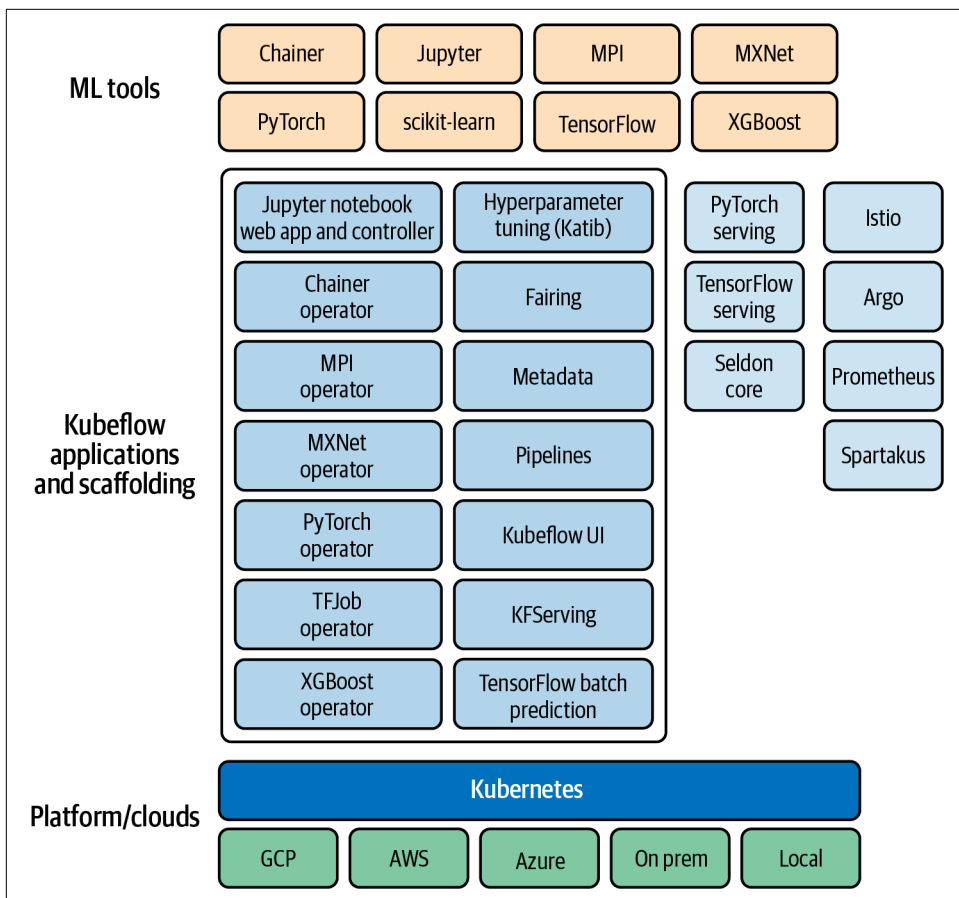 ML tools
Chainer
Jupyter
MPI
MXNet
PyTorch
scikit-learn
TensorFlow
XGBoost
Kubeflow
applications
and scaffolding
Jupyter notebook
web app and controller
Hyperparameter
tuning (Katib)
Chainer
operator
Fairing
MPI
operator
Metadata
MXNet
operator
Pipelines
PyTorch
operator
Kubeflow UI
TFJob
operator
KFServing
XGBoost
operator
TensorFlow batch
prediction
PyTorch
serving
Istio
TensorFlow
serving
Argo
Seldon
core
Prometheus
Spartakus
Platform/clouds
Kubernetes
GCP
AWS
Azure
On prem
Local